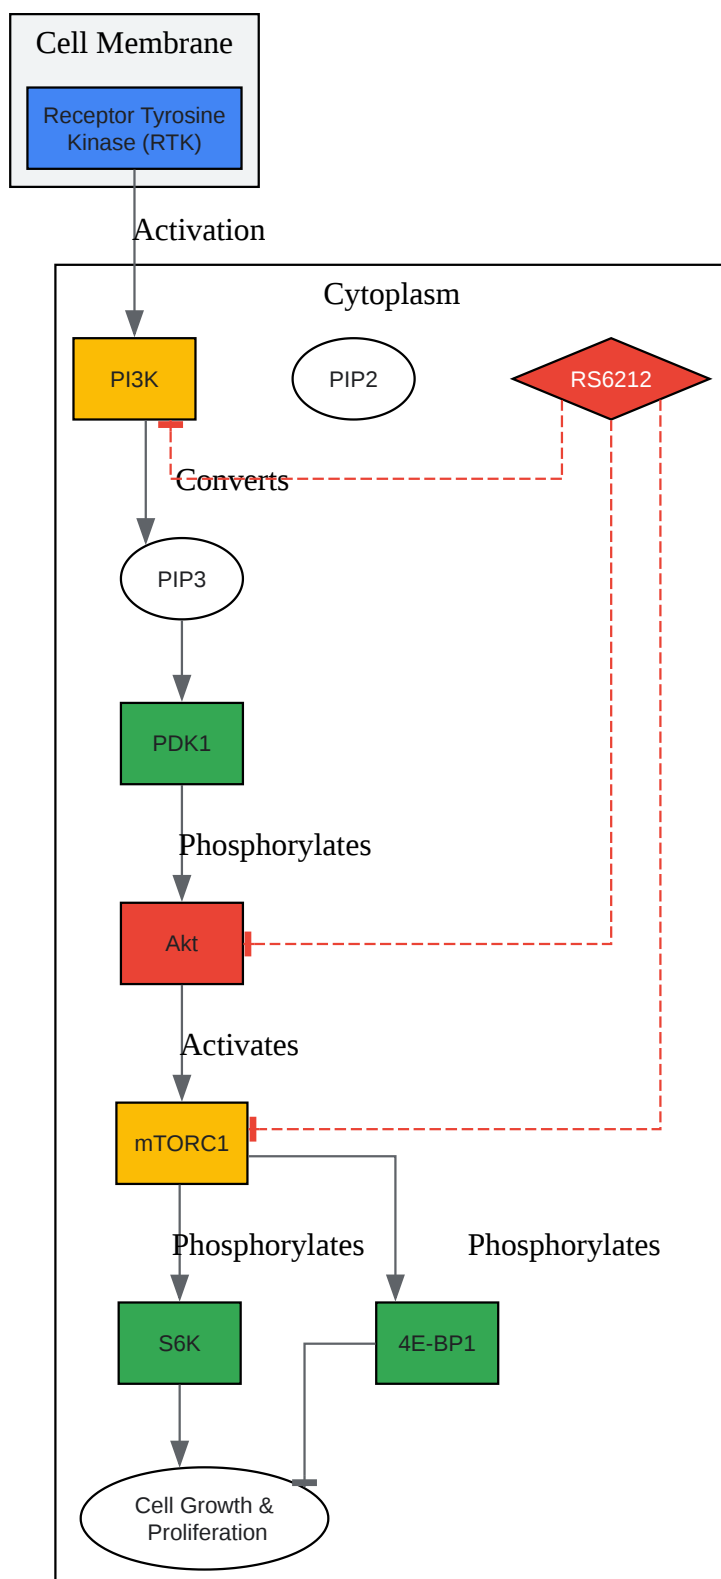 Cell Membrane
Receptor Tyrosine
Kinase (RTK)
Activation
Cytoplasm
PI3K
PIP2
RS6212
Converts
PIP3
PDK1
Phosphorylates
Akt
Activates
mTORC1
Phosphorylates
Phosphorylates
S6K
4E-BP1
Cell Growth &
Proliferation